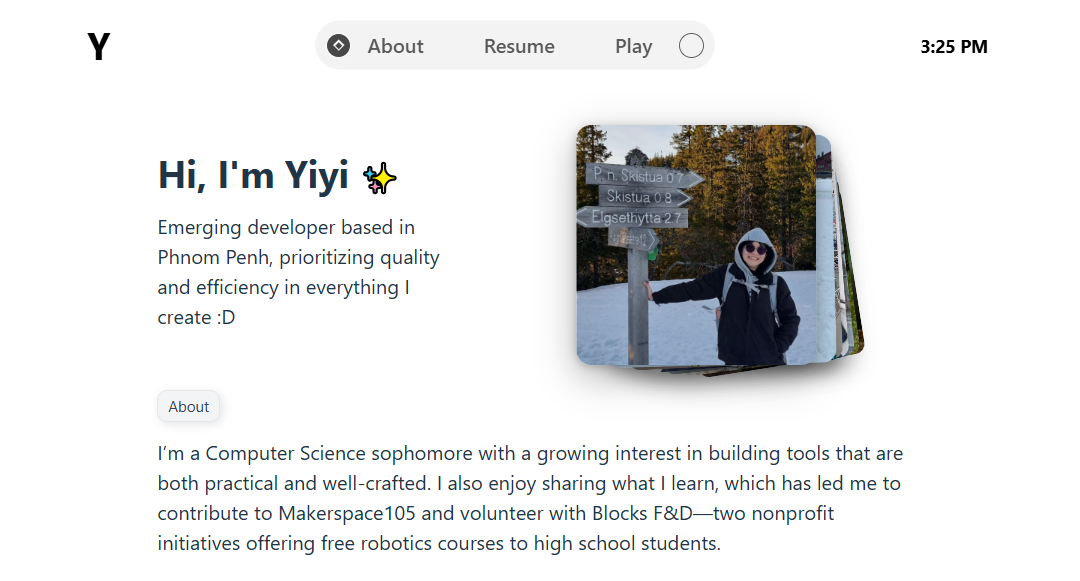 Y
About
Resume
Play
3:25 PM
Hi, I'm Yiyi
Emerging developer based in
Phnom Penh, prioritizing quality
and efficiency in everything I
create :D
P. n. Skistua 0 7
Skistua 0 8
Elgsethytta 2.7
About
I’m a Computer Science sophomore with a growing interest in building tools that are
both practical and well-crafted. I also enjoy sharing what I learn, which has led me to
contribute to Makerspace105 and volunteer with Blocks F&D—two nonprofit
initiatives offering free robotics courses to high school students.